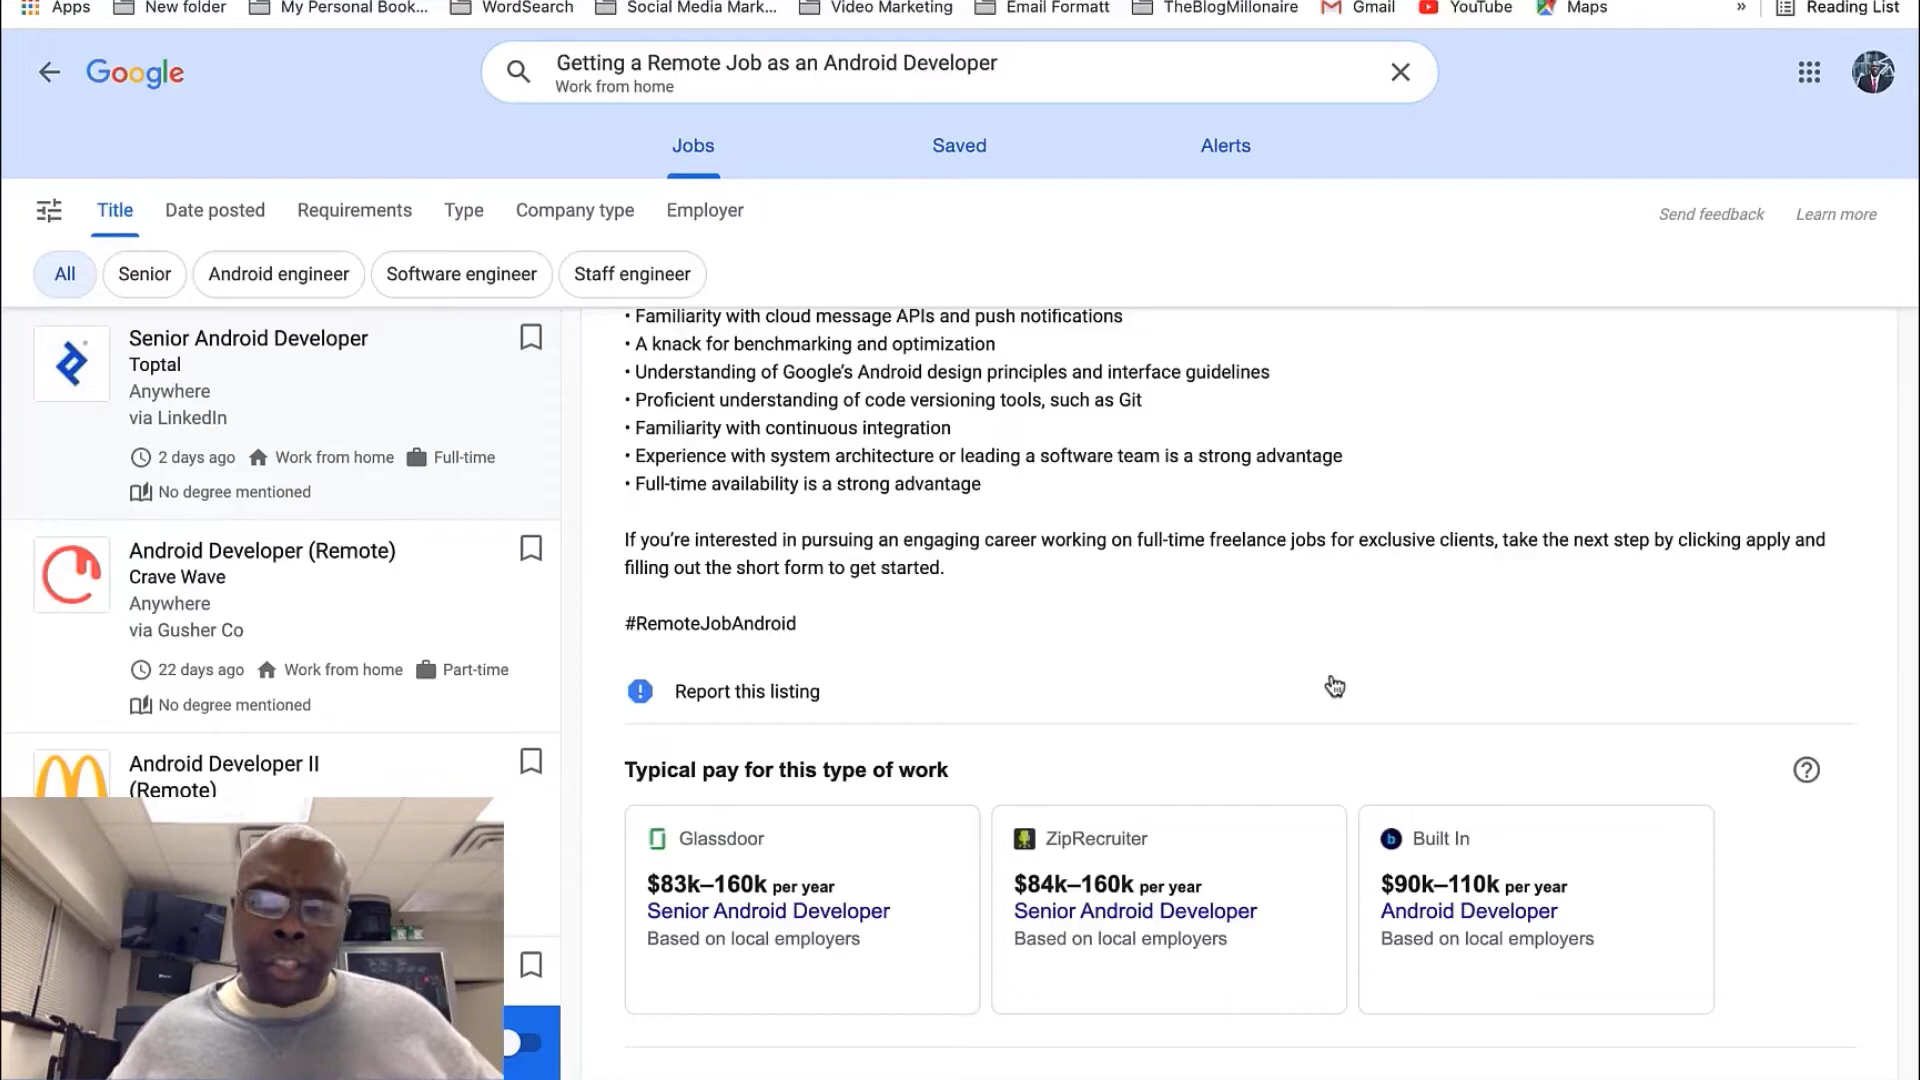 Apps New folder My Personal Book... WordSearch Social Media Mark... Video Marketing Email Formatt TheBlogMillonaire Gmail YouTube Maps » Reading List
Google
Getting a Remote Job as an Android Developer
Work from home
Jobs Saved Alerts
Title Date posted Requirements Type Company type Employer
Send feedback Learn more
All Senior Android engineer Software engineer Staff engineer
Senior Android Developer
Toptal
Anywhere
via LinkedIn
2 days ago Work from home Full-time
No degree mentioned
Android Developer (Remote)
Crave Wave
Anywhere
via Gusher Co
22 days ago Work from home Part-time
No degree mentioned
Android Developer II
(Remote)
• Familiarity with cloud message APIs and push notifications
• A knack for benchmarking and optimization
• Understanding of Google’s Android design principles and interface guidelines
• Proficient understanding of code versioning tools, such as Git
• Familiarity with continuous integration
• Experience with system architecture or leading a software team is a strong advantage
• Full-time availability is a strong advantage
If you’re interested in pursuing an engaging career working on full-time freelance jobs for exclusive clients, take the next step by clicking apply and
filling out the short form to get started.
#RemoteJobAndroid
Report this listing
Typical pay for this type of work
Glassdoor
$83k–160k per year
Senior Android Developer
Based on local employers
ZipRecruiter
$84k–160k per year
Senior Android Developer
Based on local employers
b Built In
$90k–110k per year
Android Developer
Based on local employers